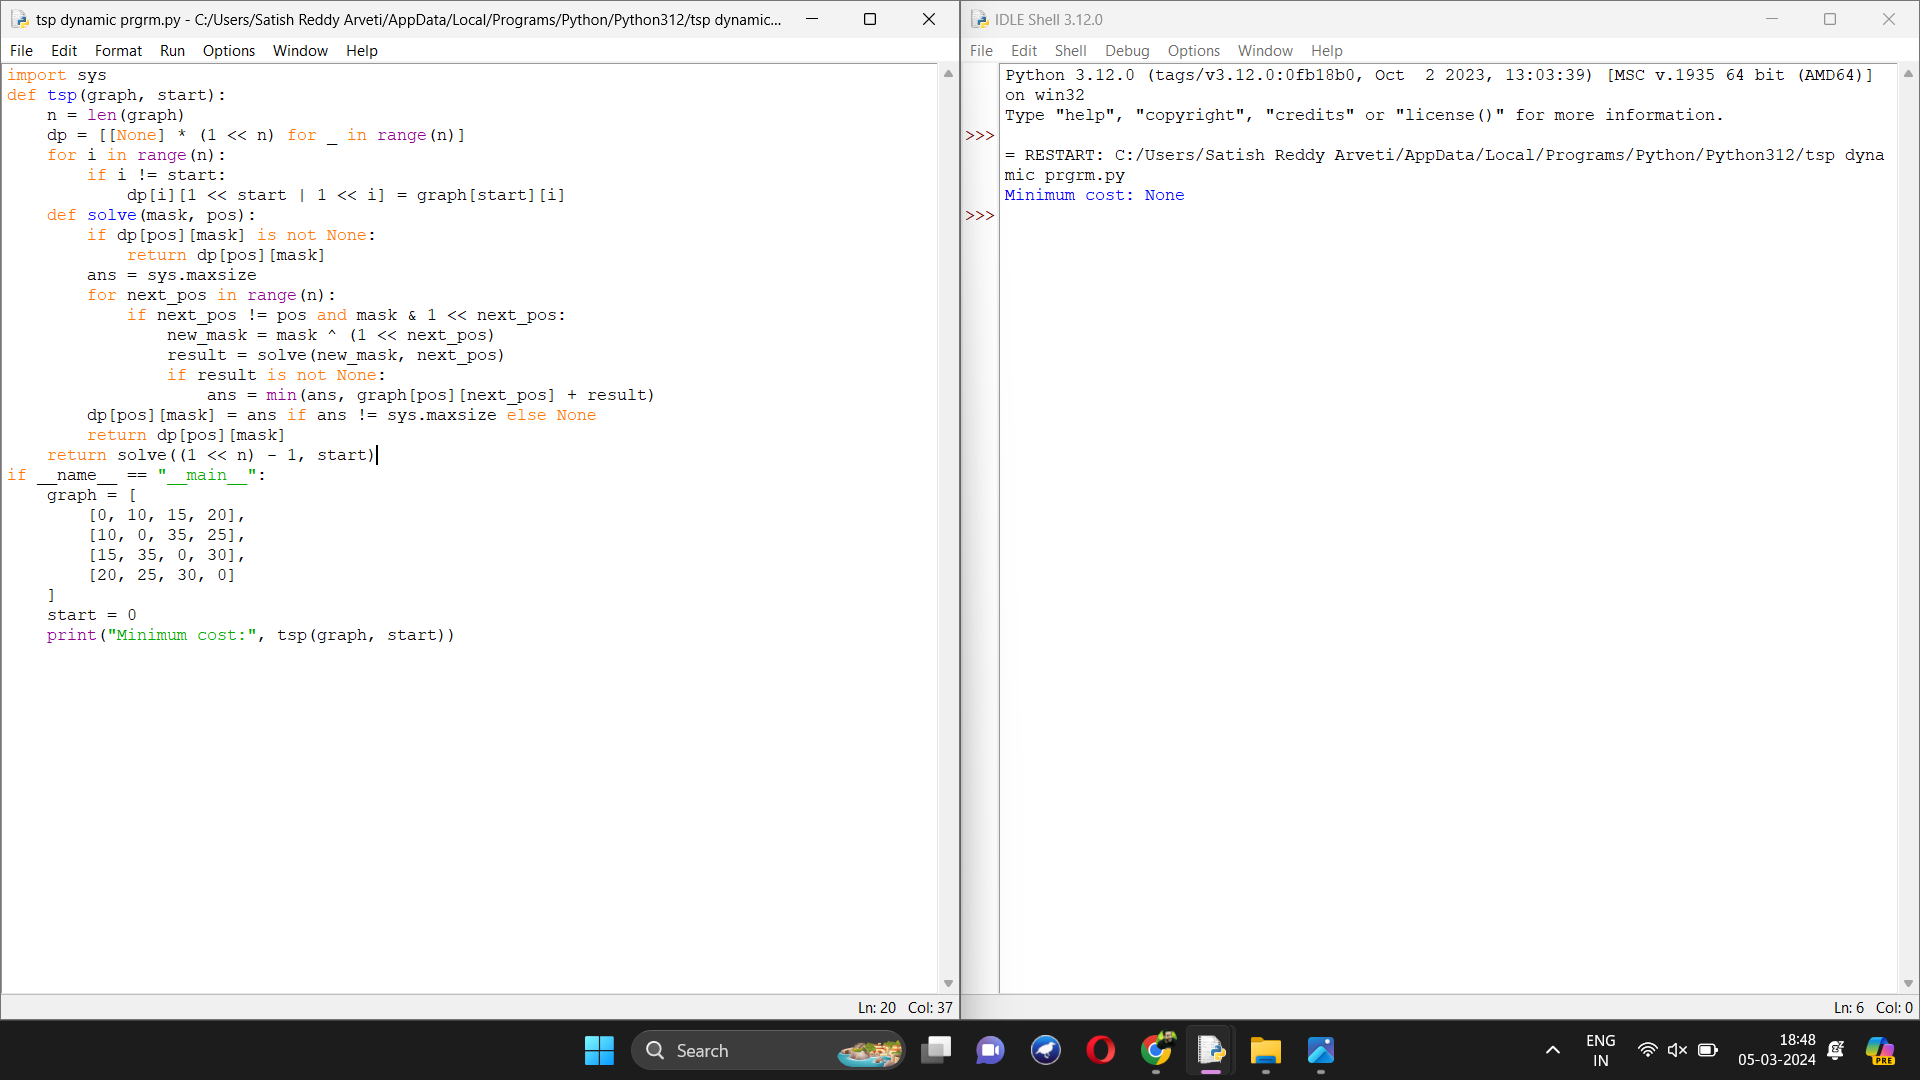 tsp dynamic prgrm.py - C:/Users/Satish Reddy Arveti/AppData/Local/Programs/Python/Python312/tsp dynamic...
File Edit Format Run Options Window Help
import sys
def tsp(graph, start):
    n = len(graph)
    dp = [[None] * (1 << n) for _ in range(n)]
    for i in range(n):
        if i != start:
            dp[i][1 << start | 1 << i] = graph[start][i]
    def solve(mask, pos):
        if dp[pos][mask] is not None:
            return dp[pos][mask]
        ans = sys.maxsize
        for next_pos in range(n):
            if next_pos != pos and mask & 1 << next_pos:
                new_mask = mask ^ (1 << next_pos)
                result = solve(new_mask, next_pos)
                if result is not None:
                    ans = min(ans, graph[pos][next_pos] + result)
        dp[pos][mask] = ans if ans != sys.maxsize else None
        return dp[pos][mask]
    return solve((1 << n) - 1, start)
if __name__ == "__main__":
    graph = [
        [0, 10, 15, 20],
        [10, 0, 35, 25],
        [15, 35, 0, 30],
        [20, 25, 30, 0]
    ]
    start = 0
    print("Minimum cost:", tsp(graph, start))
Ln: 20 Col: 37
IDLE Shell 3.12.0
File Edit Shell Debug Options Window Help
Python 3.12.0 (tags/v3.12.0:0fb18b0, Oct  2 2023, 13:03:39) [MSC v.1935 64 bit (AMD64)]
on win32
Type "help", "copyright", "credits" or "license()" for more information.
>>>
= RESTART: C:/Users/Satish Reddy Arveti/AppData/Local/Programs/Python/Python312/tsp dyna
mic prgrm.py
Minimum cost: None
>>>
Ln: 6 Col: 0
Search
ENG
IN
18:48
05-03-2024
PRE